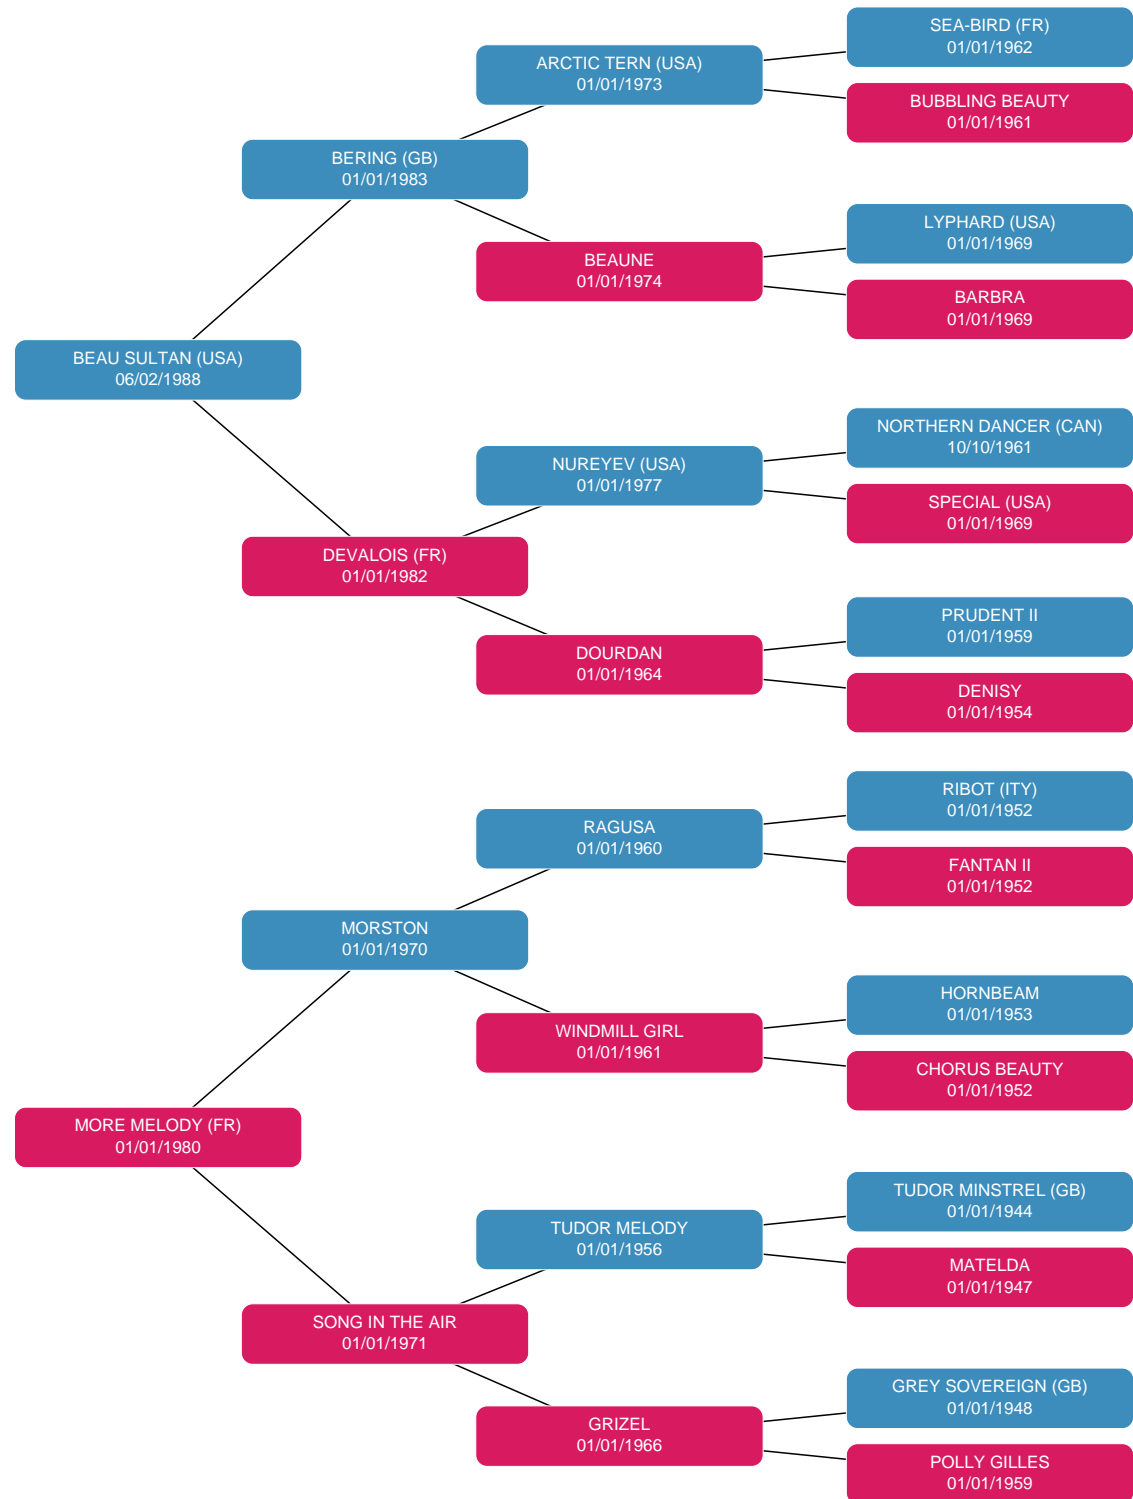 SEA-BIRD (FR)
01/01/1962
ARCTIC TERN (USA)
01/01/1973
BUBBLING BEAUTY
01/01/1961
BERING (GB)
01/01/1983
LYPHARD (USA)
01/01/1969
BEAUNE
01/01/1974
BARBRA
01/01/1969
BEAU SULTAN (USA)
06/02/1988
NORTHERN DANCER (CAN)
10/10/1961
NUREYEV (USA)
01/01/1977
SPECIAL (USA)
01/01/1969
DEVALOIS (FR)
01/01/1982
PRUDENT II
01/01/1959
DOURDAN
01/01/1964
DENISY
01/01/1954
RIBOT (ITY)
01/01/1952
RAGUSA
01/01/1960
FANTAN II
01/01/1952
MORSTON
01/01/1970
HORNBEAM
01/01/1953
WINDMILL GIRL
01/01/1961
CHORUS BEAUTY
01/01/1952
MORE MELODY (FR)
01/01/1980
TUDOR MINSTREL (GB)
01/01/1944
TUDOR MELODY
01/01/1956
MATELDA
01/01/1947
SONG IN THE AIR
01/01/1971
GREY SOVEREIGN (GB)
01/01/1948
GRIZEL
01/01/1966
POLLY GILLES
01/01/1959